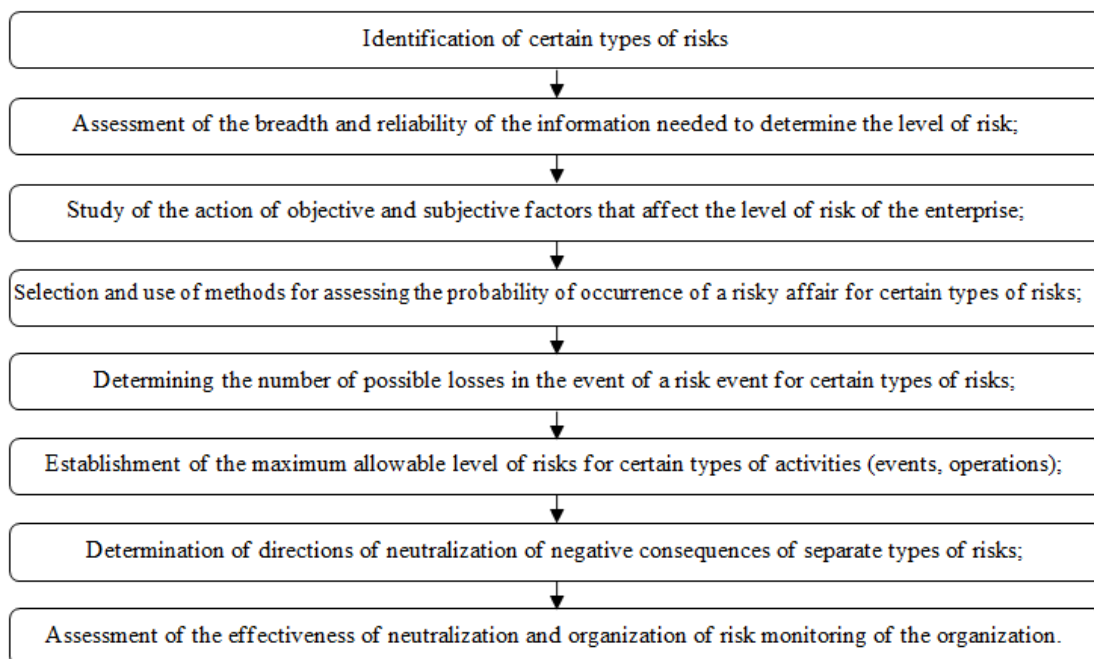 Identification of certain types of risks
Assessment of the breadth and reliability of the information needed to determine the level of risk;
Study of the action of objective and subjective factors that affect the level of risk of the enterprise;
Selection and use of methods for assessing the probability of occurrence of a risky affair for certain types of risks;
Determining the number of possible losses in the event of a risk event for certain types of risks;
Establishment of the maximum allowable level of risks for certain types of activities (events, operations);
Determination of directions of neutralization of negative consequences of separate types of risks;
Assessment of the effectiveness of neutralization and organization of risk monitoring of the organization.